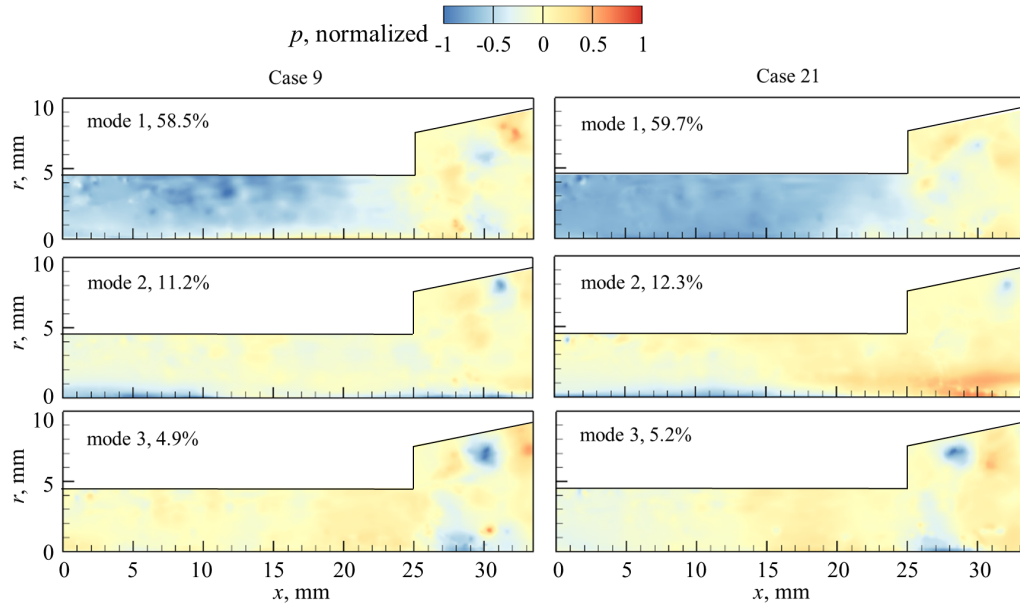 p, normalized
-1 -0.5 0 0.5 1
Case 9
Case 21
10
5
0
r, mm
mode 1, 58.5%
mode 1, 59.7%
10
5
0
r, mm
mode 2, 11.2%
mode 2, 12.3%
10
5
0
r, mm
mode 3, 4.9%
mode 3, 5.2%
0 5 10 15 20 25 30
0 5 10 15 20 25 30
x, mm
x, mm